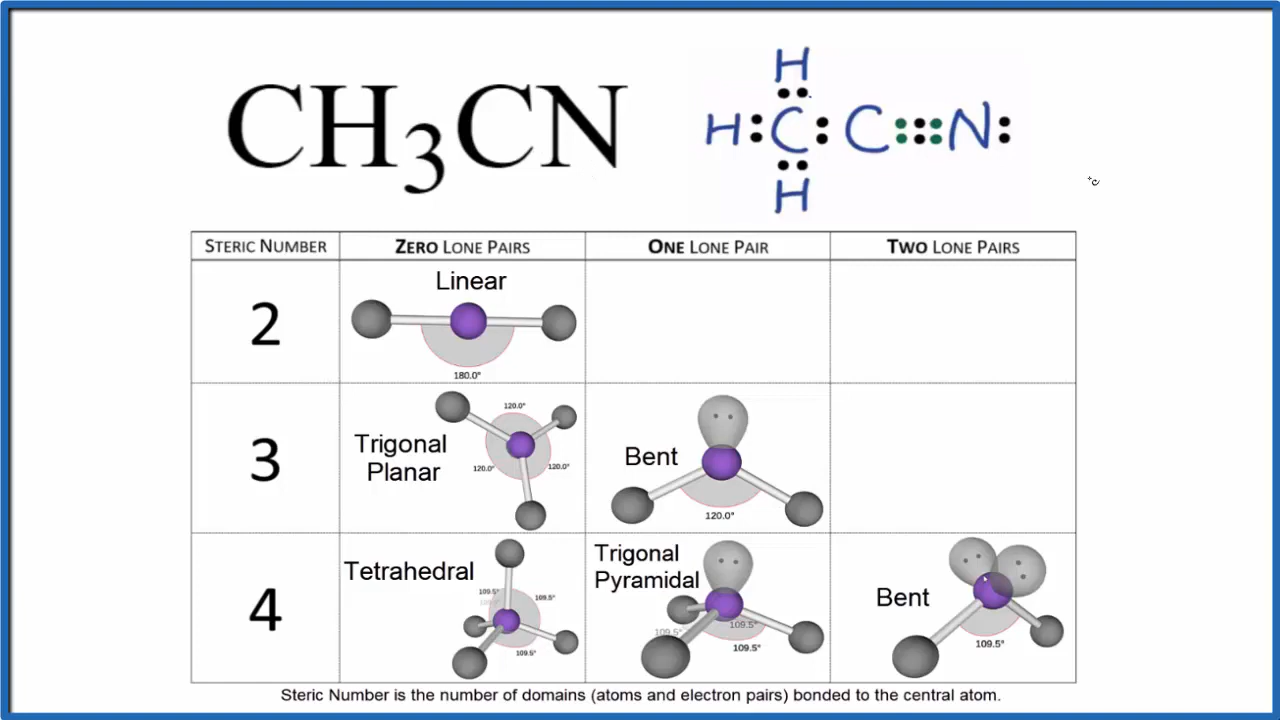 CH₃CN
H
H : C : C ⋮⋮⋮ N :
H
STERIC NUMBER ZERO LONE PAIRS ONE LONE PAIR TWO LONE PAIRS
2
Linear
180.0°
3
Trigonal
Planar
120.0°
120.0°
120.0°
Bent
120.0°
4
Tetrahedral
109.5°
109.5°
109.5°
109.5°
Trigonal
Pyramidal
109.5°
109.5°
109.5°
Bent
109.5°
Steric Number is the number of domains (atoms and electron pairs) bonded to the central atom.